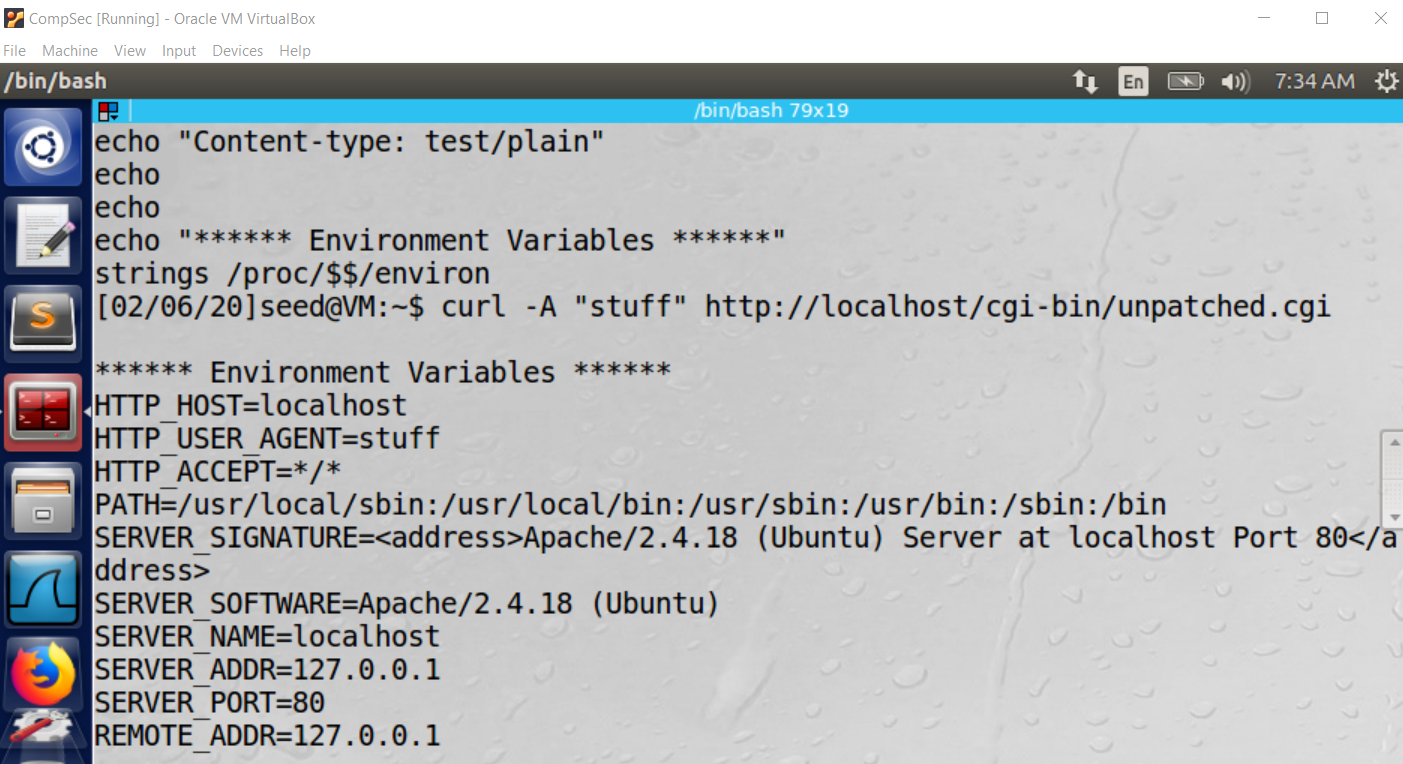 CompSec [Running] - Oracle VM VirtualBox
File Machine View Input Devices Help
/bin/bash En 7:34 AM
/bin/bash 79x19
echo "Content-type: test/plain"
echo
echo
echo "****** Environment Variables ******"
strings /proc/$$/environ
[02/06/20]seed@VM:~$ curl -A "stuff" http://localhost/cgi-bin/unpatched.cgi
****** Environment Variables ******
HTTP_HOST=localhost
HTTP_USER_AGENT=stuff
HTTP_ACCEPT=*/*
PATH=/usr/local/sbin:/usr/local/bin:/usr/sbin:/usr/bin:/sbin:/bin
SERVER_SIGNATURE=<address>Apache/2.4.18 (Ubuntu) Server at localhost Port 80</a
ddress>
SERVER_SOFTWARE=Apache/2.4.18 (Ubuntu)
SERVER_NAME=localhost
SERVER_ADDR=127.0.0.1
SERVER_PORT=80
REMOTE_ADDR=127.0.0.1